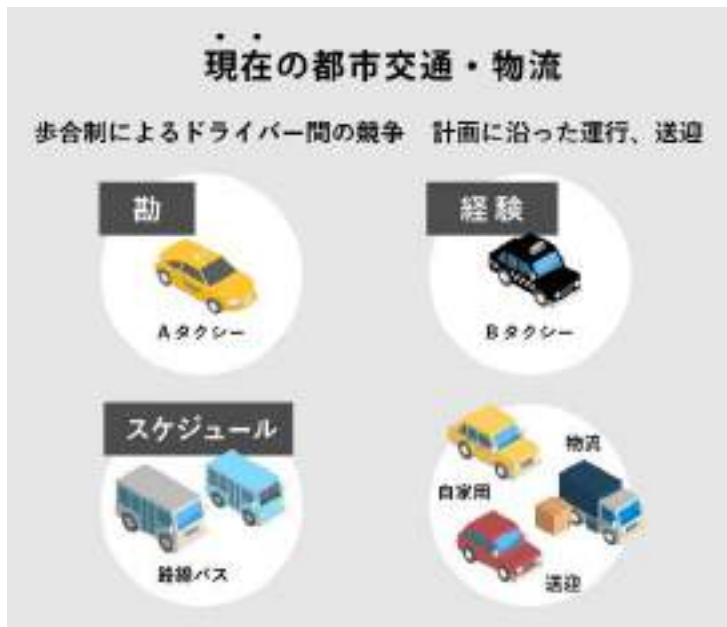 現在の都市交通・物流
歩合制によるドライバー間の競争 計画に沿った運行、送迎
勘
経験
Aタクシー
Bタクシー
スケジュール
物流
自家用
路線バス
送迎